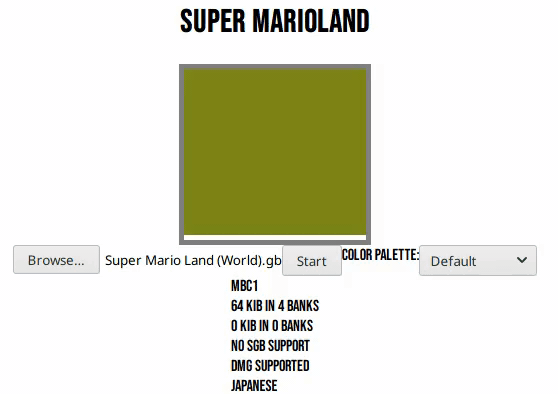 SUPER MARIOLAND
Browse... Super Mario Land (World).gb Start COLOR PALETTE: Default
MBC1
64 KIB IN 4 BANKS
0 KIB IN 0 BANKS
NO SGB SUPPORT
DMG SUPPORTED
JAPANESE